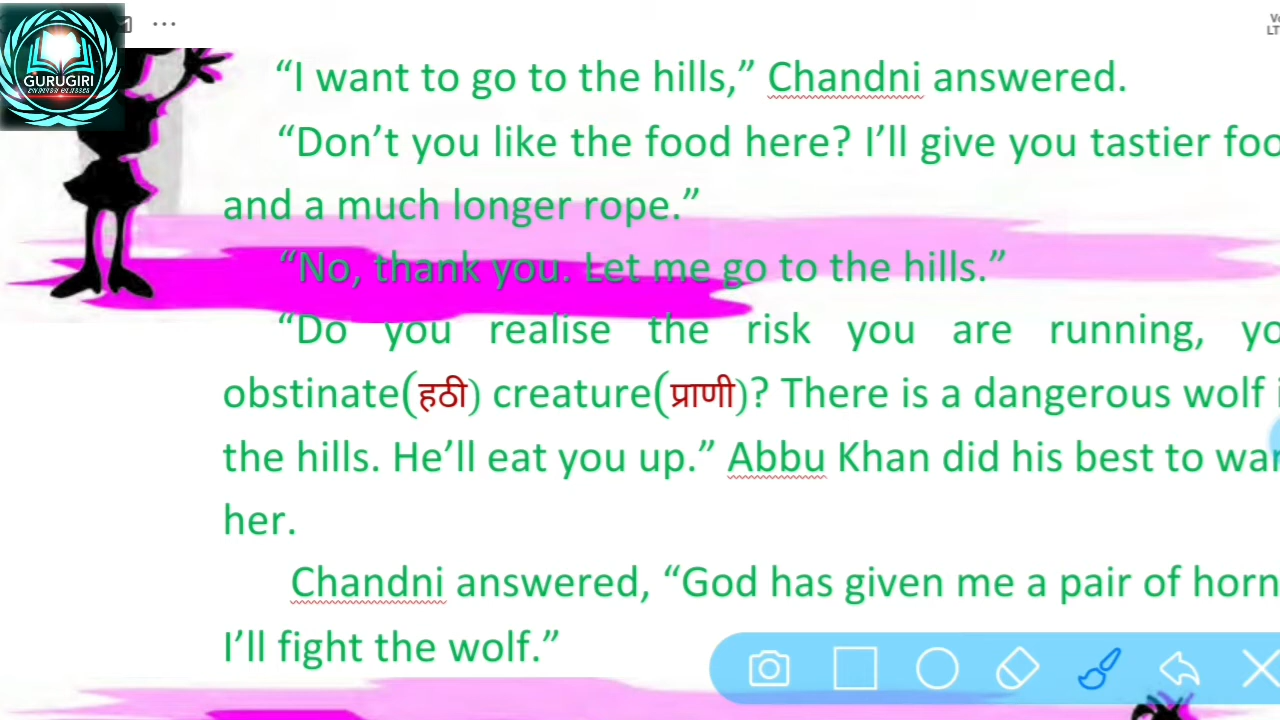 GURUGIRI
Vo
LTE
“I want to go to the hills,” Chandni answered.
“Don’t you like the food here? I’ll give you tastier foo
and a much longer rope.”
“No, thank you. Let me go to the hills.”
“Do you realise the risk you are running, yo
obstinate(हठी) creature(प्राणी)? There is a dangerous wolf i
the hills. He’ll eat you up.” Abbu Khan did his best to war
her.
Chandni answered, “God has given me a pair of horn
I’ll fight the wolf.”